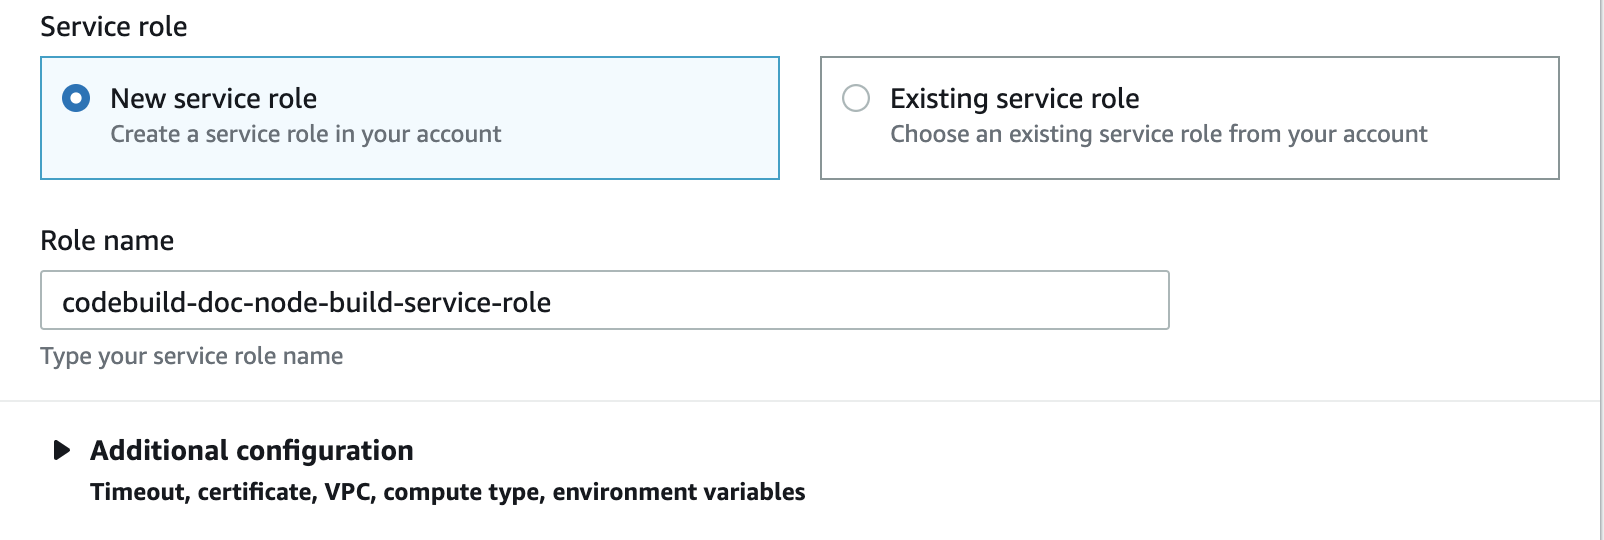 Service role
New service role
Create a service role in your account
Existing service role
Choose an existing service role from your account
Role name
codebuild-doc-node-build-service-role
Type your service role name
Additional configuration
Timeout, certificate, VPC, compute type, environment variables